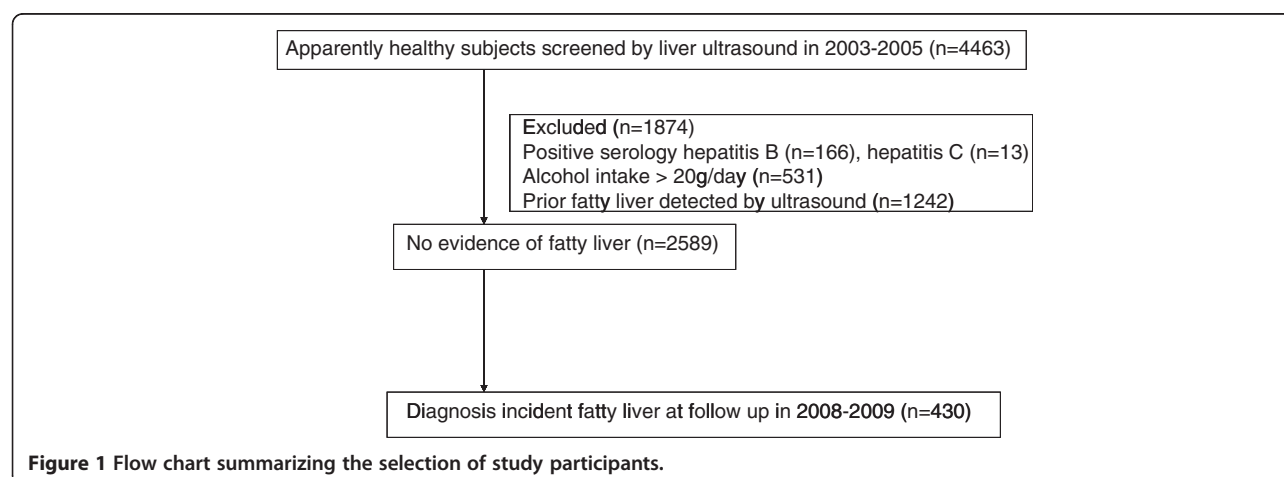 Apparently healthy subjects screened by liver ultrasound in 2003-2005 (n=4463)
Excluded (n=1874)
Positive serology hepatitis B (n=166), hepatitis C (n=13)
Alcohol intake > 20g/day (n=531)
Prior fatty liver detected by ultrasound (n=1242)
No evidence of fatty liver (n=2589)
Diagnosis incident fatty liver at follow up in 2008-2009 (n=430)
Figure 1 Flow chart summarizing the selection of study participants.